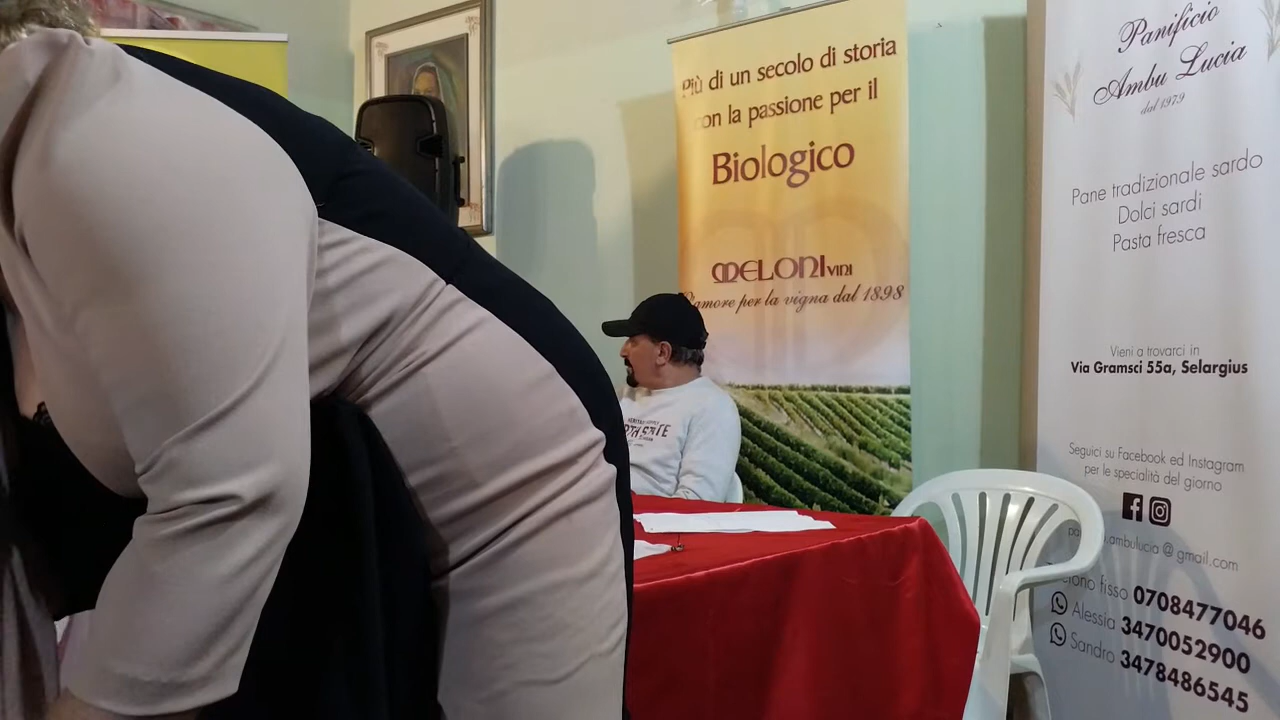 Più di un secolo di storia
con la passione per il
Biologico
MELONI VINI
L'amore per la vigna dal 1898
Panificio
Ambu Lucia
dal 1979
Pane tradizionale sardo
Dolci sardi
Pasta fresca
Vieni a trovarci in
Via Gramsci 55a, Selargius
Seguici su Facebook ed Instagram
per le specialità del giorno
ambulucia @ gmail.com
fisso 0708477046
Alessia 3470052900
Sandro 3478486545